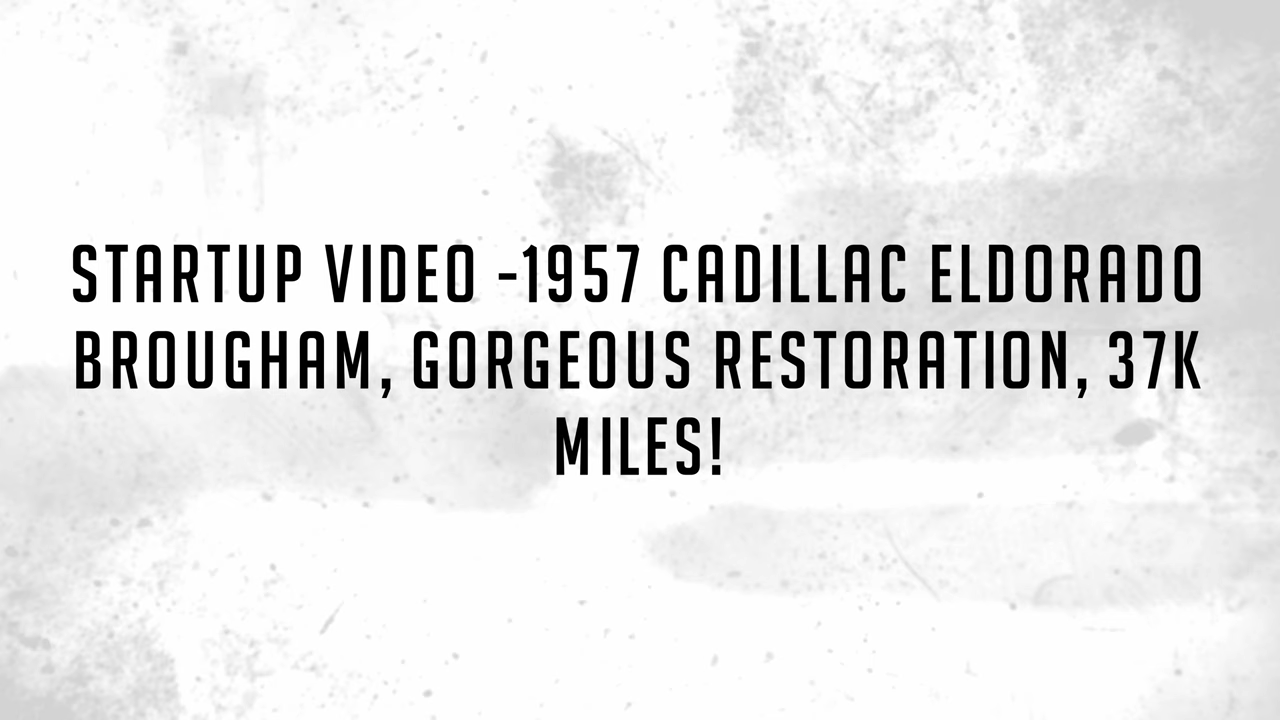 STARTUP VIDEO -1957 CADILLAC ELDORADO
BROUGHAM, GORGEOUS RESTORATION, 37K
MILES!